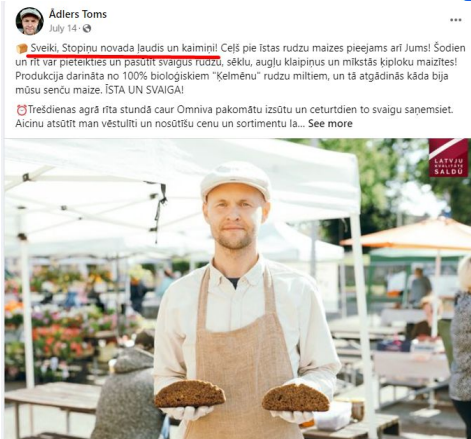 Ādlers Toms
July 14 ·
Sveiki, Stopiņu novada ļaudis un kaimiņi! Ceļš pie īstas rudzu maizes pieejams arī Jums! Šodien
un rīt var pieteikties un pasūtīt svaigus rudzu, sēklu, augļu klaipiņus un mīkstās ķiploku maizītes!
Produkcija darināta no 100% bioloģiskiem "Ķelmēnu" rudzu miltiem, un tā atgādinās kāda bija
mūsu senču maize. ĪSTA UN SVAIGA!
Trešdienas agrā rīta stundā caur Omniva pakomātu izsūtu un ceturtdien to svaigu saņemsiet.
Aicinu atsūtīt man vēstulīti un nosūtīšu cenu un sortimentu la... See more
LATVJU
KVALITĀTE
SALDŪ